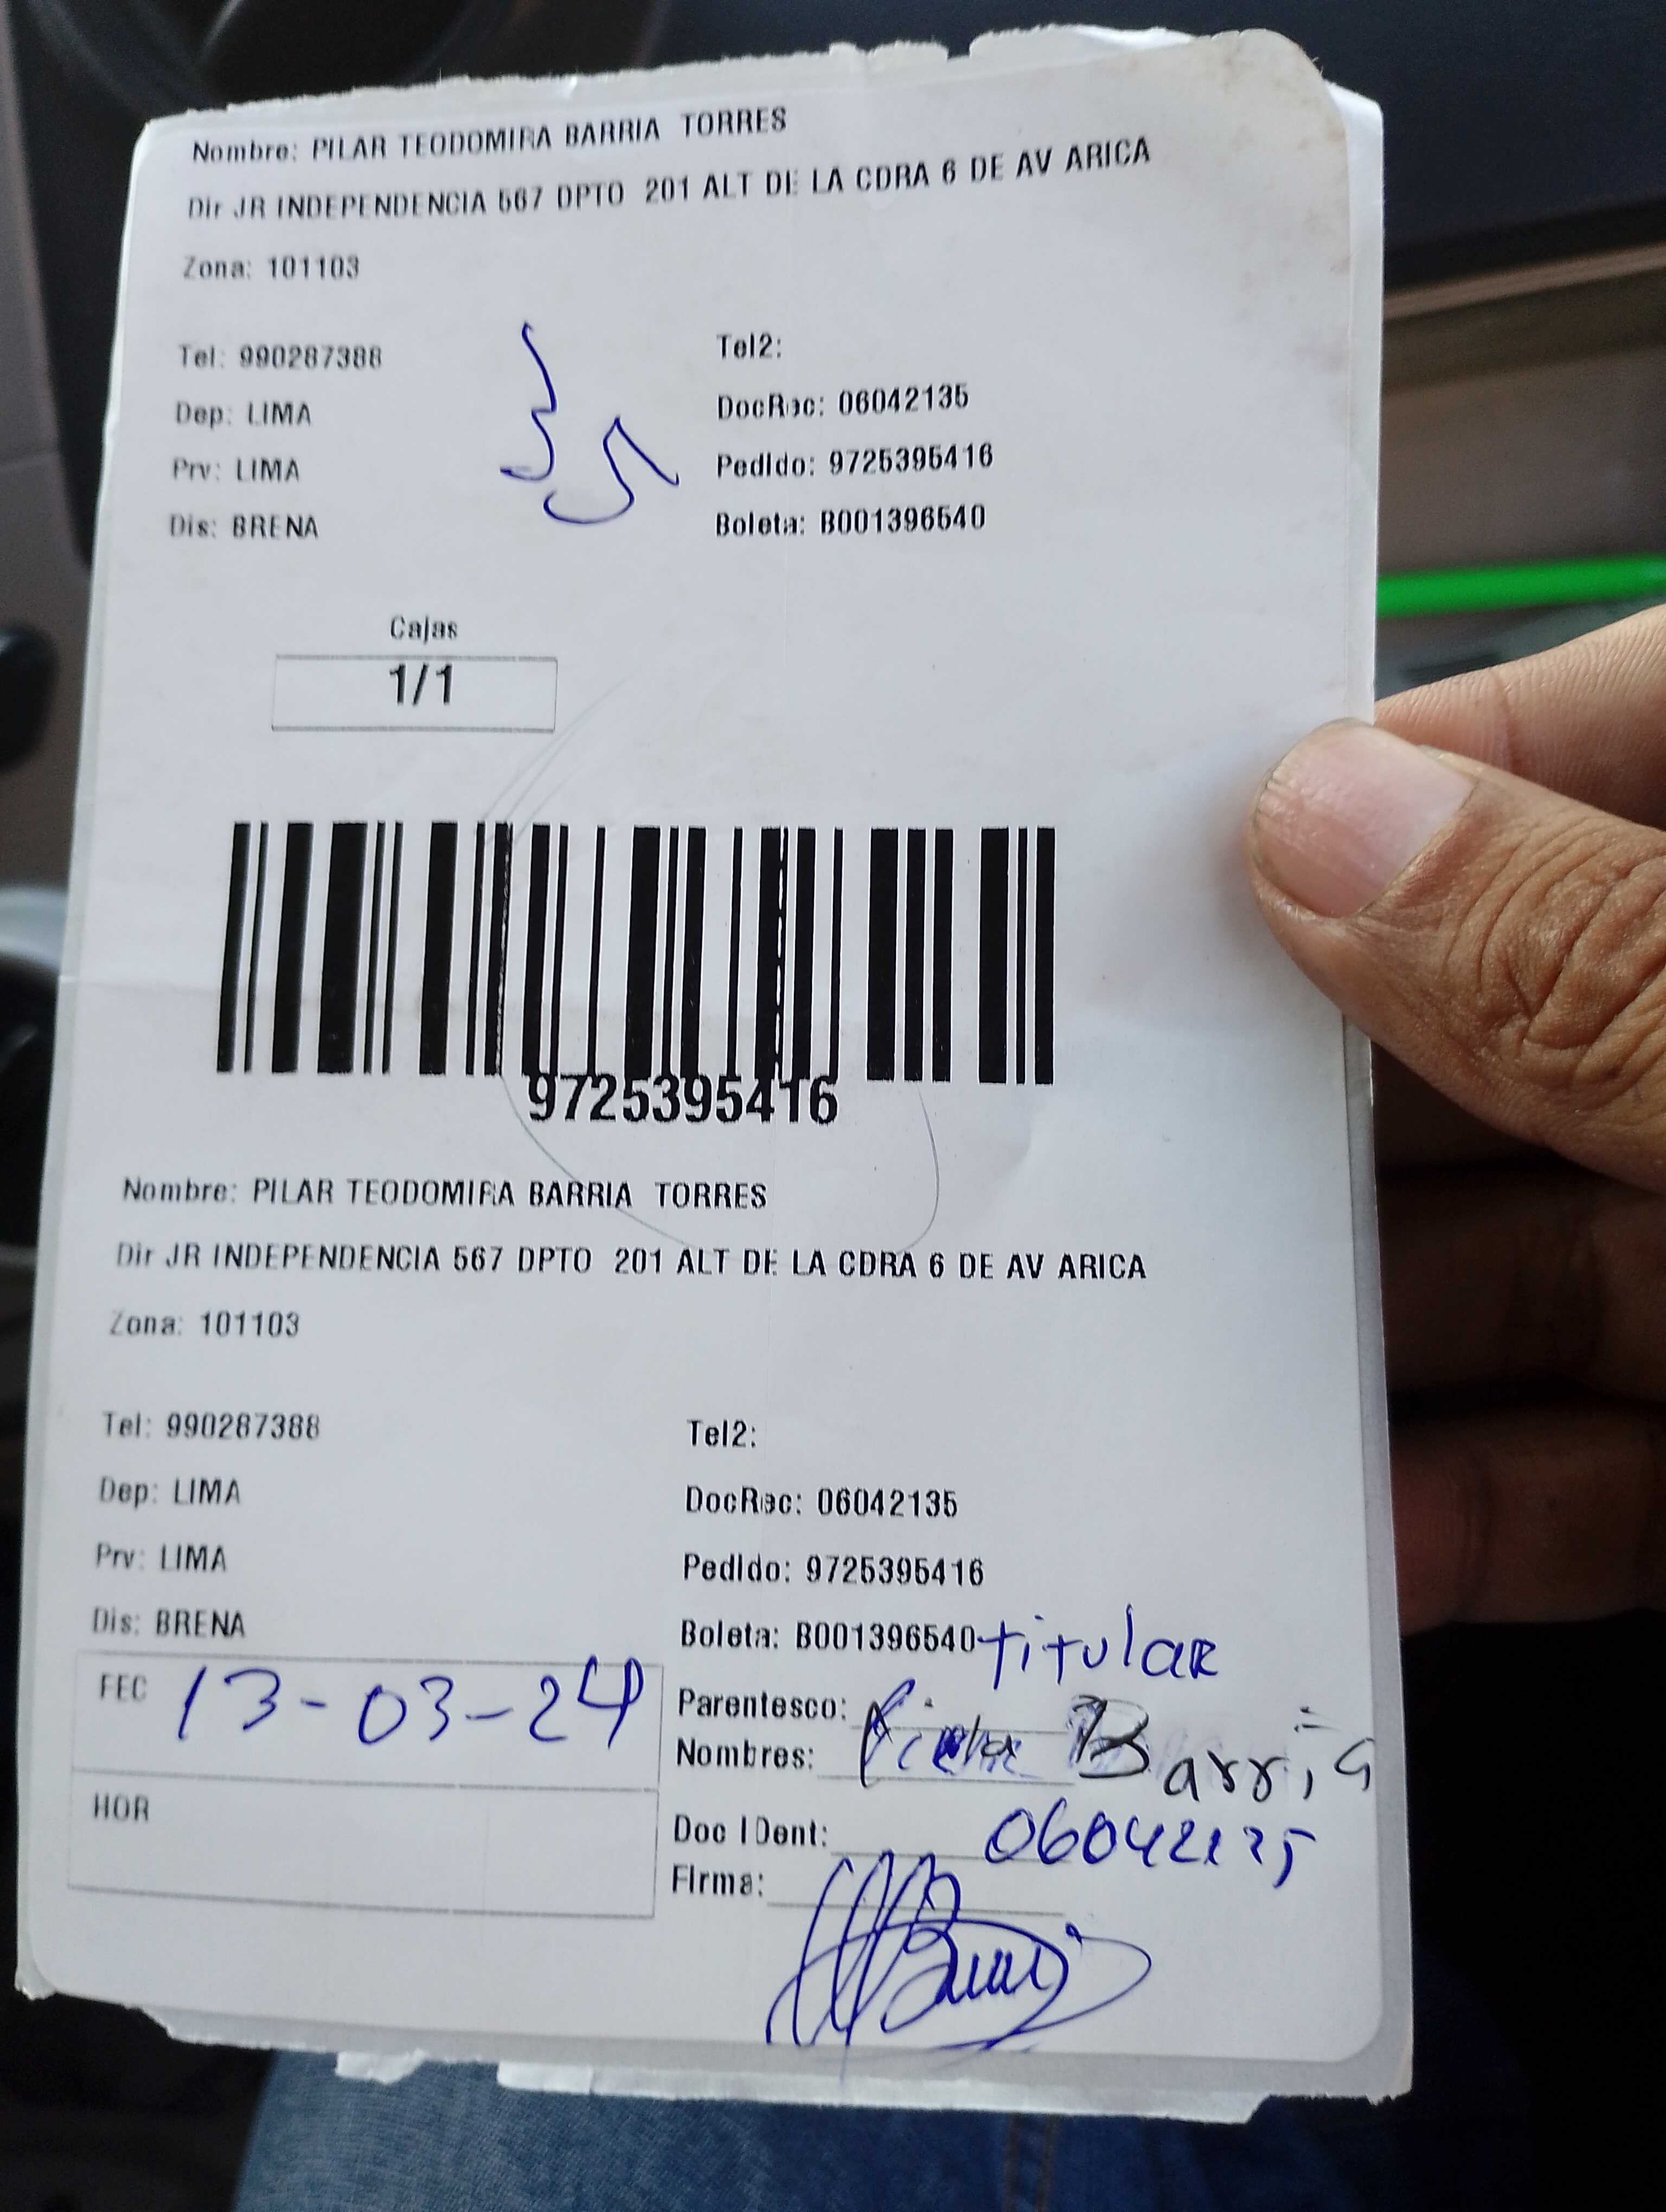 Nombre: PILAR TEODOMIRA BARRIA TORRES
Dir JR INDEPENDENCIA 567 DPTO 201 ALT DE LA CDRA 6 DE AV ARICA
Zona: 101103
Tel: 990287388 Tel2:
Dep: LIMA DocRec: 06042135
Prv: LIMA Pedido: 9725395416
Dis: BRENA Boleta: B001396540
Cajas
1/1
9725395416
Nombre: PILAR TEODOMIRA BARRIA TORRES
Dir JR INDEPENDENCIA 567 DPTO 201 ALT DE LA CDRA 6 DE AV ARICA
Zona: 101103
Tel: 990287388 Tel2:
Dep: LIMA DocRec: 06042135
Prv: LIMA Pedido: 9725395416
Dis: BRENA Boleta: B001396540
FEC 13-03-24 Parentesco: titular
Nombres: Barria
HOR Doc IDent: 06042135
Firma: